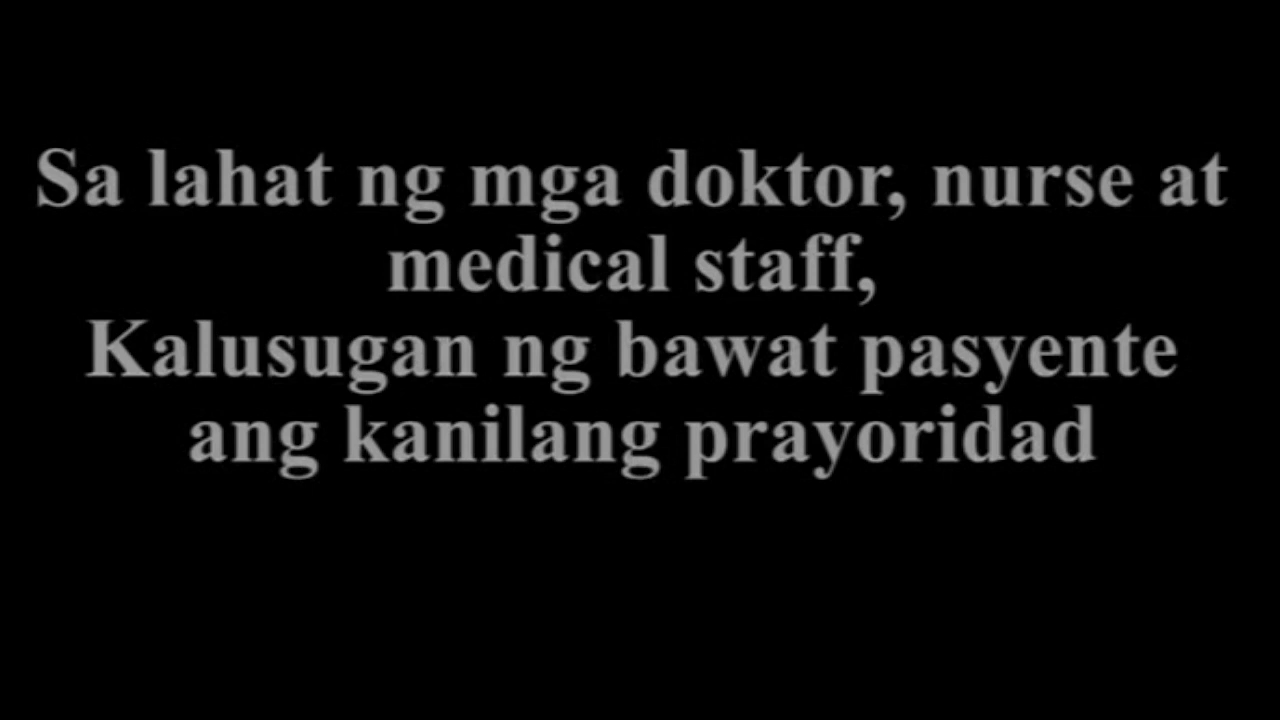 Sa lahat ng mga doktor, nurse at
medical staff,
Kalusugan ng bawat pasyente
ang kanilang prayoridad